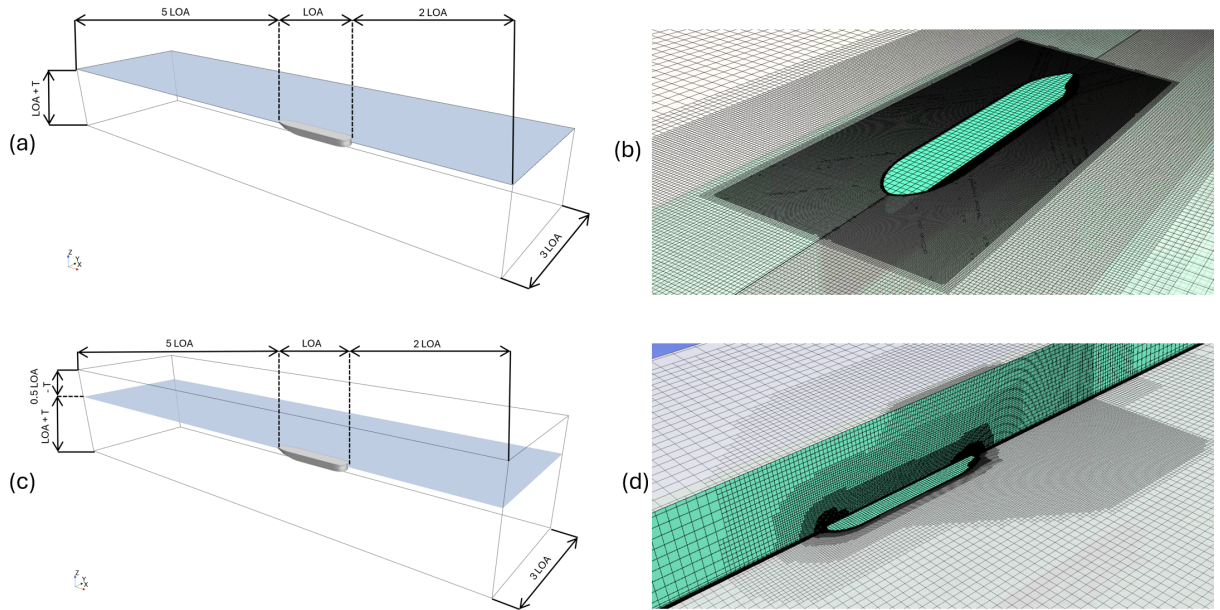 5 LOA
LOA
2 LOA
LOA + T
(a)
3 LOA
Z
Y
X
(b)
5 LOA
LOA
2 LOA
0.5 LOA
- T
LOA + T
(c)
3 LOA
Z
Y
X
(d)